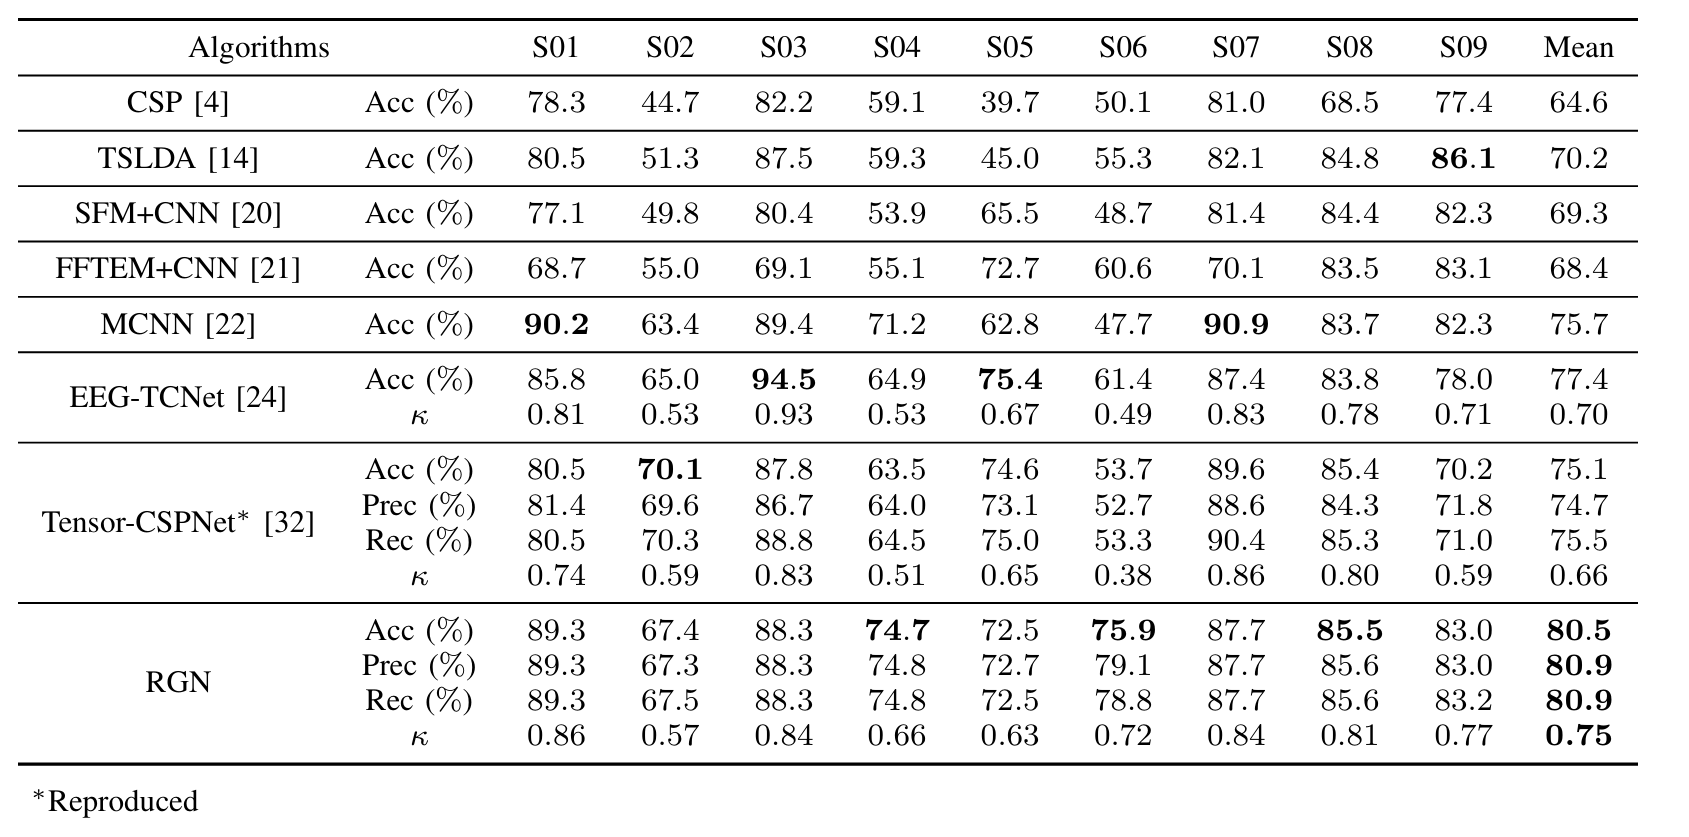 Algorithms S01 S02 S03 S04 S05 S06 S07 S08 S09 Mean
CSP [4] Acc (%) 78.3 44.7 82.2 59.1 39.7 50.1 81.0 68.5 77.4 64.6
TSLDA [14] Acc (%) 80.5 51.3 87.5 59.3 45.0 55.3 82.1 84.8 86.1 70.2
SFM+CNN [20] Acc (%) 77.1 49.8 80.4 53.9 65.5 48.7 81.4 84.4 82.3 69.3
FFTEM+CNN [21] Acc (%) 68.7 55.0 69.1 55.1 72.7 60.6 70.1 83.5 83.1 68.4
MCNN [22] Acc (%) 90.2 63.4 89.4 71.2 62.8 47.7 90.9 83.7 82.3 75.7
EEG-TCNet [24] Acc (%) 85.8 65.0 94.5 64.9 75.4 61.4 87.4 83.8 78.0 77.4
κ 0.81 0.53 0.93 0.53 0.67 0.49 0.83 0.78 0.71 0.70
Tensor-CSPNet* [32] Acc (%) 80.5 70.1 87.8 63.5 74.6 53.7 89.6 85.4 70.2 75.1
Prec (%) 81.4 69.6 86.7 64.0 73.1 52.7 88.6 84.3 71.8 74.7
Rec (%) 80.5 70.3 88.8 64.5 75.0 53.3 90.4 85.3 71.0 75.5
κ 0.74 0.59 0.83 0.51 0.65 0.38 0.86 0.80 0.59 0.66
RGN Acc (%) 89.3 67.4 88.3 74.7 72.5 75.9 87.7 85.5 83.0 80.5
Prec (%) 89.3 67.3 88.3 74.8 72.7 79.1 87.7 85.6 83.0 80.9
Rec (%) 89.3 67.5 88.3 74.8 72.5 78.8 87.7 85.6 83.2 80.9
κ 0.86 0.57 0.84 0.66 0.63 0.72 0.84 0.81 0.77 0.75
*Reproduced